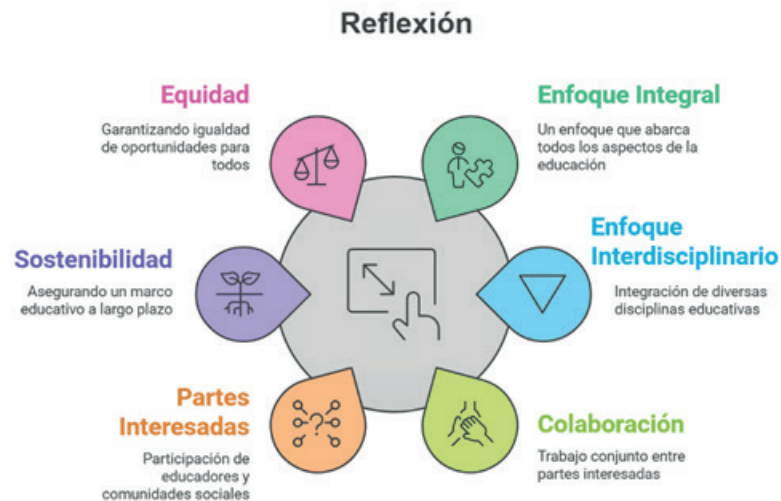 Reflexión
Equidad
Garantizando igualdad
de oportunidades para
todos
Enfoque Integral
Un enfoque que abarca
todos los aspectos de la
educación
Sostenibilidad
Asegurando un marco
educativo a largo plazo
Enfoque
Interdisciplinario
Integración de diversas
disciplinas educativas
Partes
Interesadas
Participación de
educadores y
comunidades sociales
?
Colaboración
Trabajo conjunto entre
partes interesadas